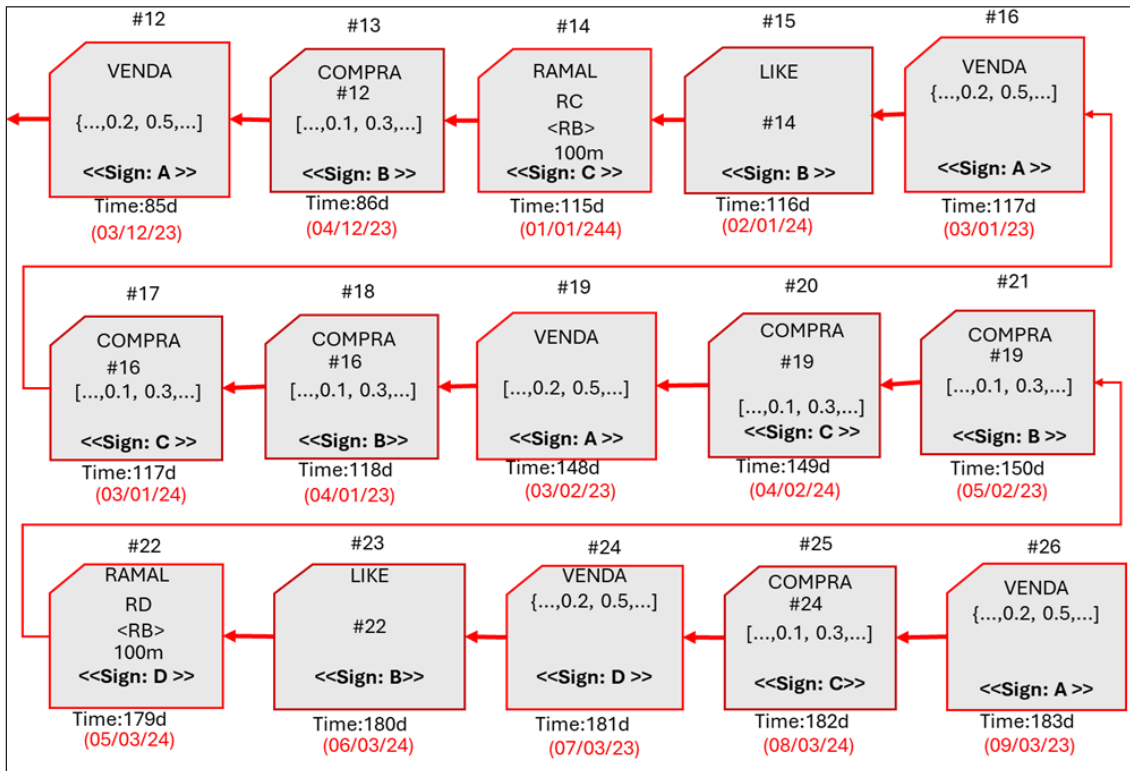 #12
VENDA
{...,0.2, 0.5,...]
<<Sign: A >>
Time:85d
(03/12/23)
#13
COMPRA
#12
[...,0.1, 0.3,...]
<<Sign: B >>
Time:86d
(04/12/23)
#14
RAMAL
RC
<RB>
100m
<<Sign: C >>
Time:115d
(01/01/244)
#15
LIKE
#14
<<Sign: B >>
Time:116d
(02/01/24)
#16
VENDA
{...,0.2, 0.5,...]
<<Sign: A >>
Time:117d
(03/01/23)
#17
COMPRA
#16
[...,0.1, 0.3,...]
<<Sign: C >>
Time:117d
(03/01/24)
#18
COMPRA
#16
[...,0.1, 0.3,...]
<<Sign: B>>
Time:118d
(04/01/23)
#19
VENDA
[...,0.2, 0.5,...]
<<Sign: A>>
Time:148d
(03/02/23)
#20
COMPRA
#19
[...,0.1, 0.3,...]
<<Sign: C >>
Time:149d
(04/02/24)
#21
COMPRA
#19
[...,0.1, 0.3,...]
<<Sign: B >>
Time:150d
(05/02/23)
#22
RAMAL
RD
<RB>
100m
<<Sign: D >>
Time:179d
(05/03/24)
#23
LIKE
#22
<<Sign: B>>
Time:180d
(06/03/24)
#24
VENDA
{...,0.2, 0.5,...]
<<Sign: D >>
Time:181d
(07/03/23)
#25
COMPRA
#24
[...,0.1, 0.3,...]
<<Sign: C>>
Time:182d
(08/03/24)
#26
VENDA
{...,0.2, 0.5,...]
<<Sign: A >>
Time:183d
(09/03/23)